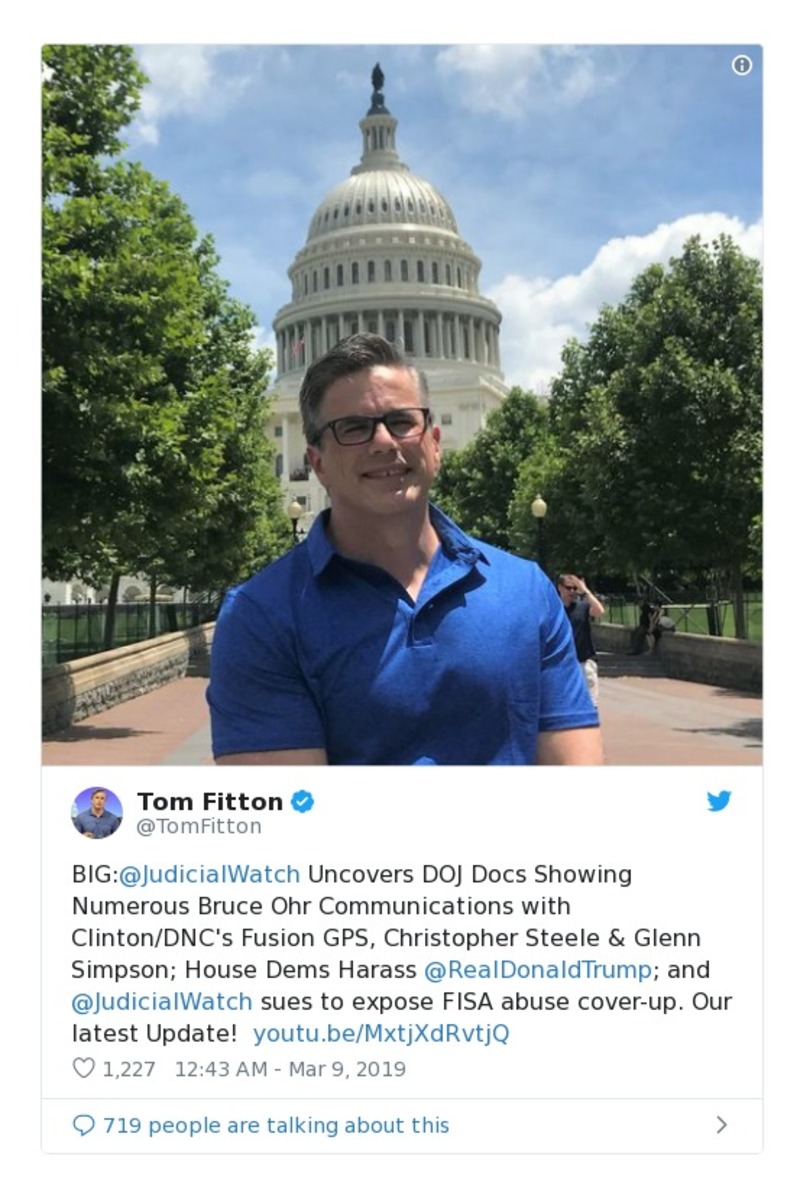 Tom Fitton
@TomFitton
BIG:@JudicialWatch Uncovers DOJ Docs Showing
Numerous Bruce Ohr Communications with
Clinton/DNC's Fusion GPS, Christopher Steele & Glenn
Simpson; House Dems Harass @RealDonaldTrump; and
@JudicialWatch sues to expose FISA abuse cover-up. Our
latest Update!  youtu.be/MxtjXdRvtjQ
1,227   12:43 AM - Mar 9, 2019
719 people are talking about this